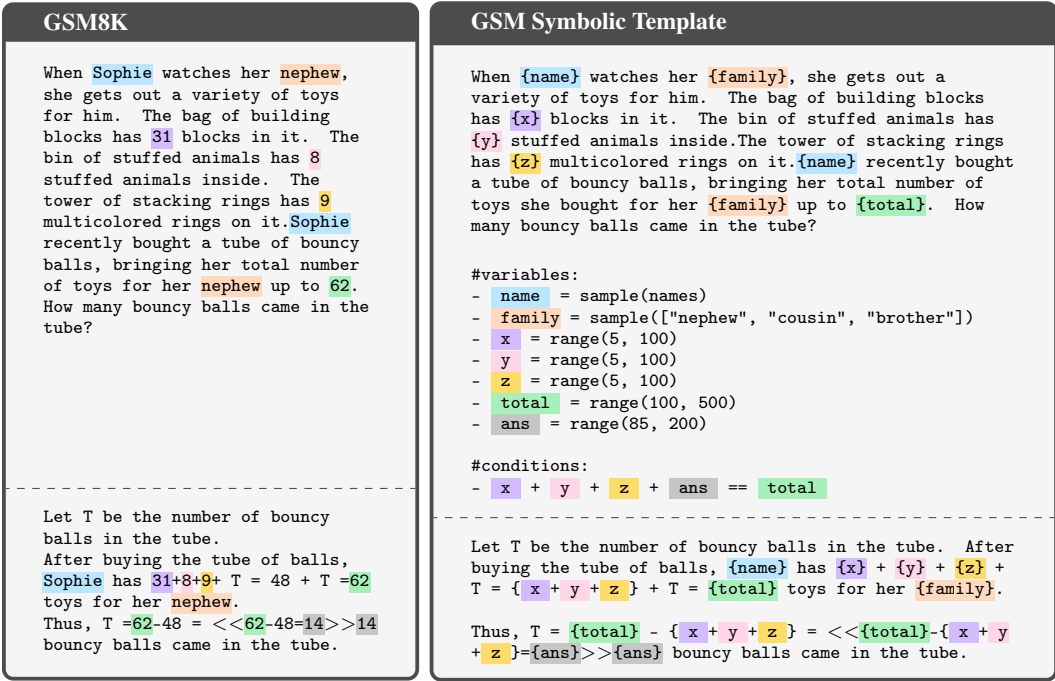 GSM8K
When Sophie watches her nephew,
she gets out a variety of toys
for him. The bag of building
blocks has 31 blocks in it. The
bin of stuffed animals has 8
stuffed animals inside. The
tower of stacking rings has 9
multicolored rings on it.Sophie
recently bought a tube of bouncy
balls, bringing her total number
of toys for her nephew up to 62.
How many bouncy balls came in the
tube?
Let T be the number of bouncy
balls in the tube.
After buying the tube of balls,
Sophie has 31+8+9+ T = 48 + T =62
toys for her nephew.
Thus, T =62-48 = <<62-48=14>>14
bouncy balls came in the tube.
GSM Symbolic Template
When {name} watches her {family}, she gets out a
variety of toys for him. The bag of building blocks
has {x} blocks in it. The bin of stuffed animals has
{y} stuffed animals inside.The tower of stacking rings
has {z} multicolored rings on it.{name} recently bought
a tube of bouncy balls, bringing her total number of
toys she bought for her {family} up to {total}. How
many bouncy balls came in the tube?
#variables:
- name = sample(names)
- family = sample(["nephew", "cousin", "brother"])
- x = range(5, 100)
- y = range(5, 100)
- z = range(5, 100)
- total = range(100, 500)
- ans = range(85, 200)
#conditions:
- x + y + z + ans == total
Let T be the number of bouncy balls in the tube. After
buying the tube of balls, {name} has {x} + {y} + {z} +
T = { x + y + z } + T = {total} toys for her {family}.
Thus, T = {total} - { x + y + z } = <<{total}-{ x + y
+ z }={ans}>>{ans} bouncy balls came in the tube.